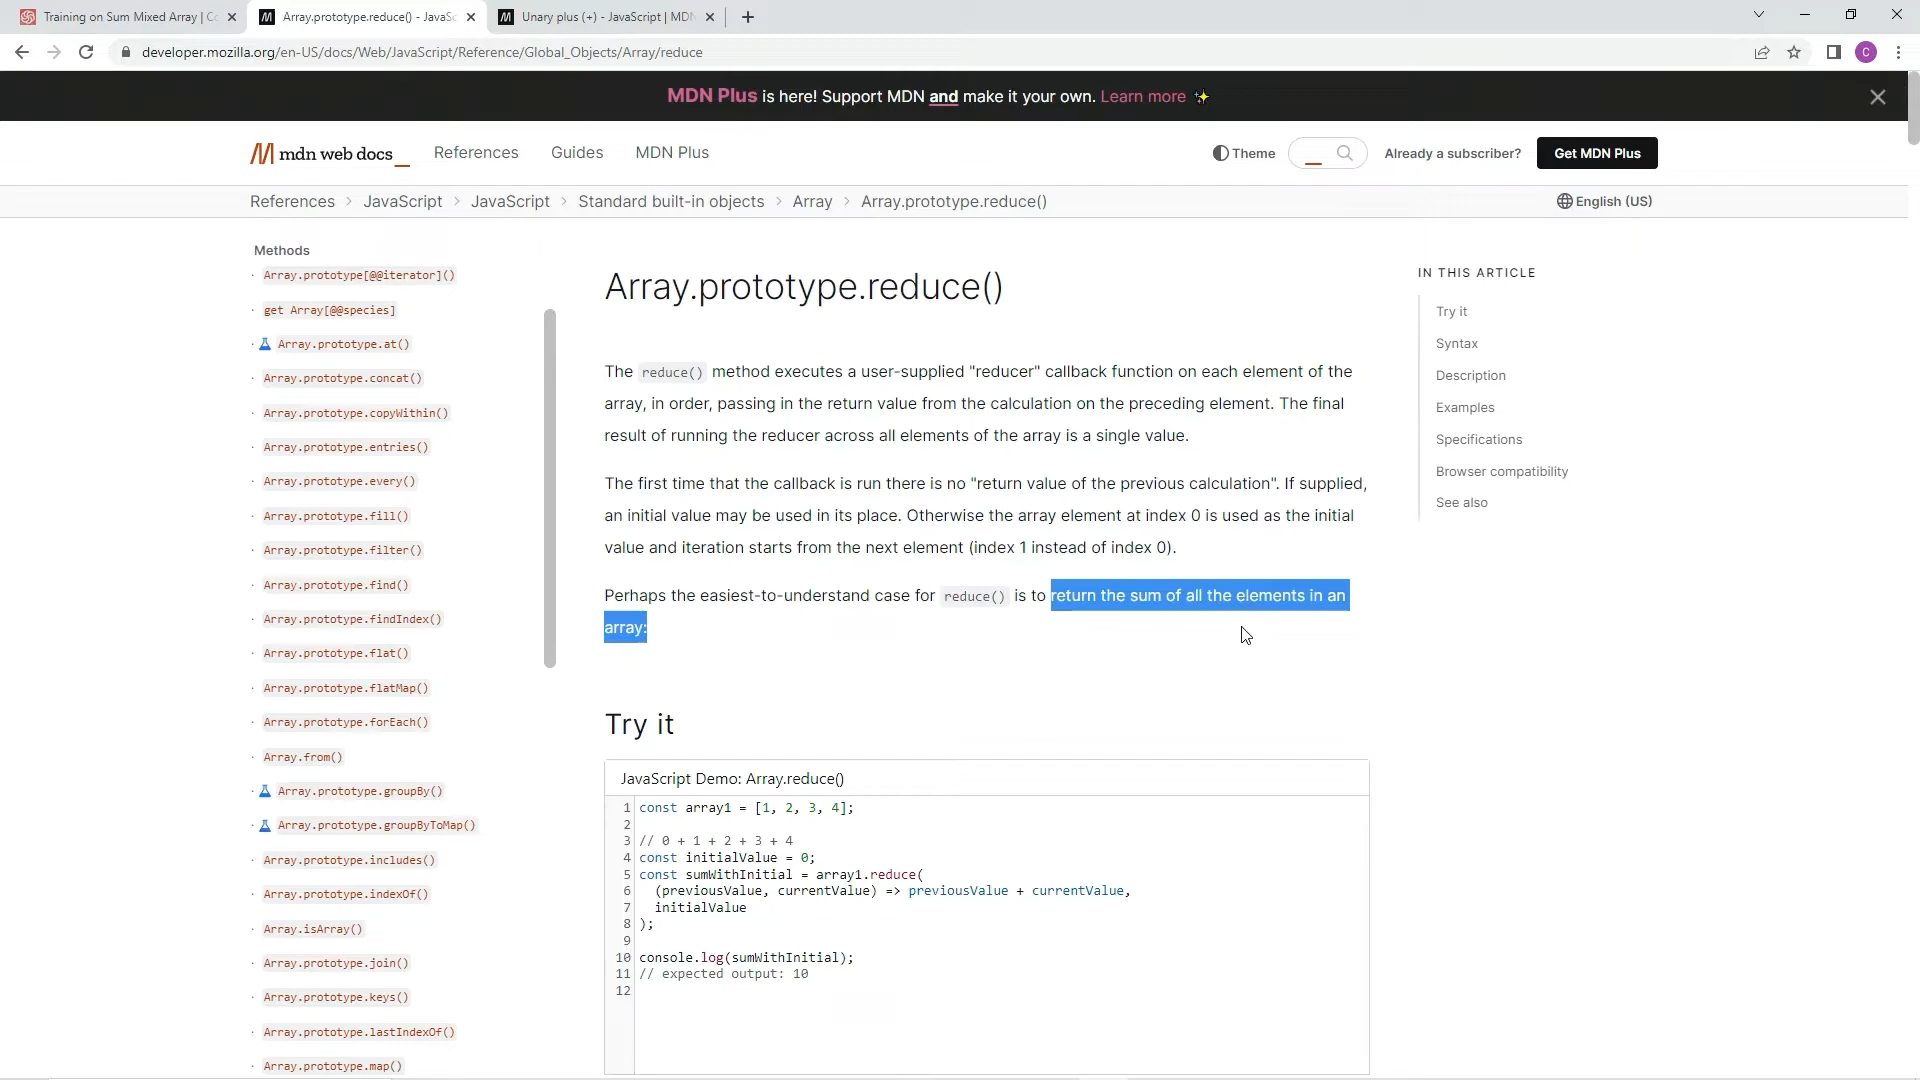 Training on Sum Mixed Array | Co
Array.prototype.reduce() - JavaSc
Unary plus (+) - JavaScript | MDN
developer.mozilla.org/en-US/docs/Web/JavaScript/Reference/Global_Objects/Array/reduce
C
MDN Plus is here! Support MDN and make it your own. Learn more ✨
mdn web docs_ References Guides MDN Plus
Theme Already a subscriber? Get MDN Plus
References > JavaScript > JavaScript > Standard built-in objects > Array > Array.prototype.reduce()
English (US)
Methods
Array.prototype[@@iterator]()
get Array[@@species]
Array.prototype.at()
Array.prototype.concat()
Array.prototype.copyWithin()
Array.prototype.entries()
Array.prototype.every()
Array.prototype.fill()
Array.prototype.filter()
Array.prototype.find()
Array.prototype.findIndex()
Array.prototype.flat()
Array.prototype.flatMap()
Array.prototype.forEach()
Array.from()
Array.prototype.groupBy()
Array.prototype.groupByToMap()
Array.prototype.includes()
Array.prototype.indexOf()
Array.isArray()
Array.prototype.join()
Array.prototype.keys()
Array.prototype.lastIndexOf()
Array.prototype.map()
Array.prototype.reduce()
The reduce() method executes a user-supplied "reducer" callback function on each element of the
array, in order, passing in the return value from the calculation on the preceding element. The final
result of running the reducer across all elements of the array is a single value.
The first time that the callback is run there is no "return value of the previous calculation". If supplied,
an initial value may be used in its place. Otherwise the array element at index 0 is used as the initial
value and iteration starts from the next element (index 1 instead of index 0).
Perhaps the easiest-to-understand case for reduce() is to return the sum of all the elements in an
array:
Try it
JavaScript Demo: Array.reduce()
1 const array1 = [1, 2, 3, 4];
2
3 // 0 + 1 + 2 + 3 + 4
4 const initialValue = 0;
5 const sumWithInitial = array1.reduce(
6 (previousValue, currentValue) => previousValue + currentValue,
7 initialValue
8 );
9
10 console.log(sumWithInitial);
11 // expected output: 10
12
IN THIS ARTICLE
Try it
Syntax
Description
Examples
Specifications
Browser compatibility
See also